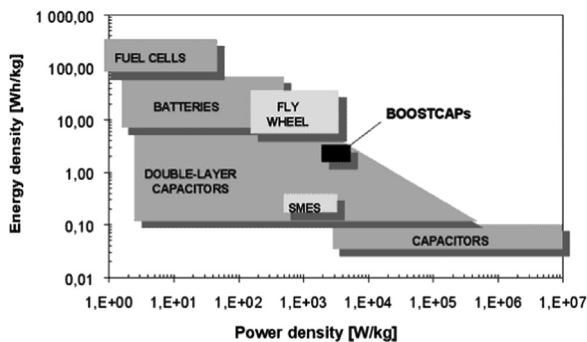 1 000,00
100,00
10,00
1,00
0,10
0,01
Energy density [Wh/kg]
FUEL CELLS
BATTERIES
FLY
WHEEL
BOOSTCAPs
DOUBLE-LAYER
CAPACITORS
SMES
CAPACITORS
1,E+00
1,E+01
1,E+02
1,E+03
1,E+04
1,E+05
1,E+06
1,E+07
Power density [W/kg]